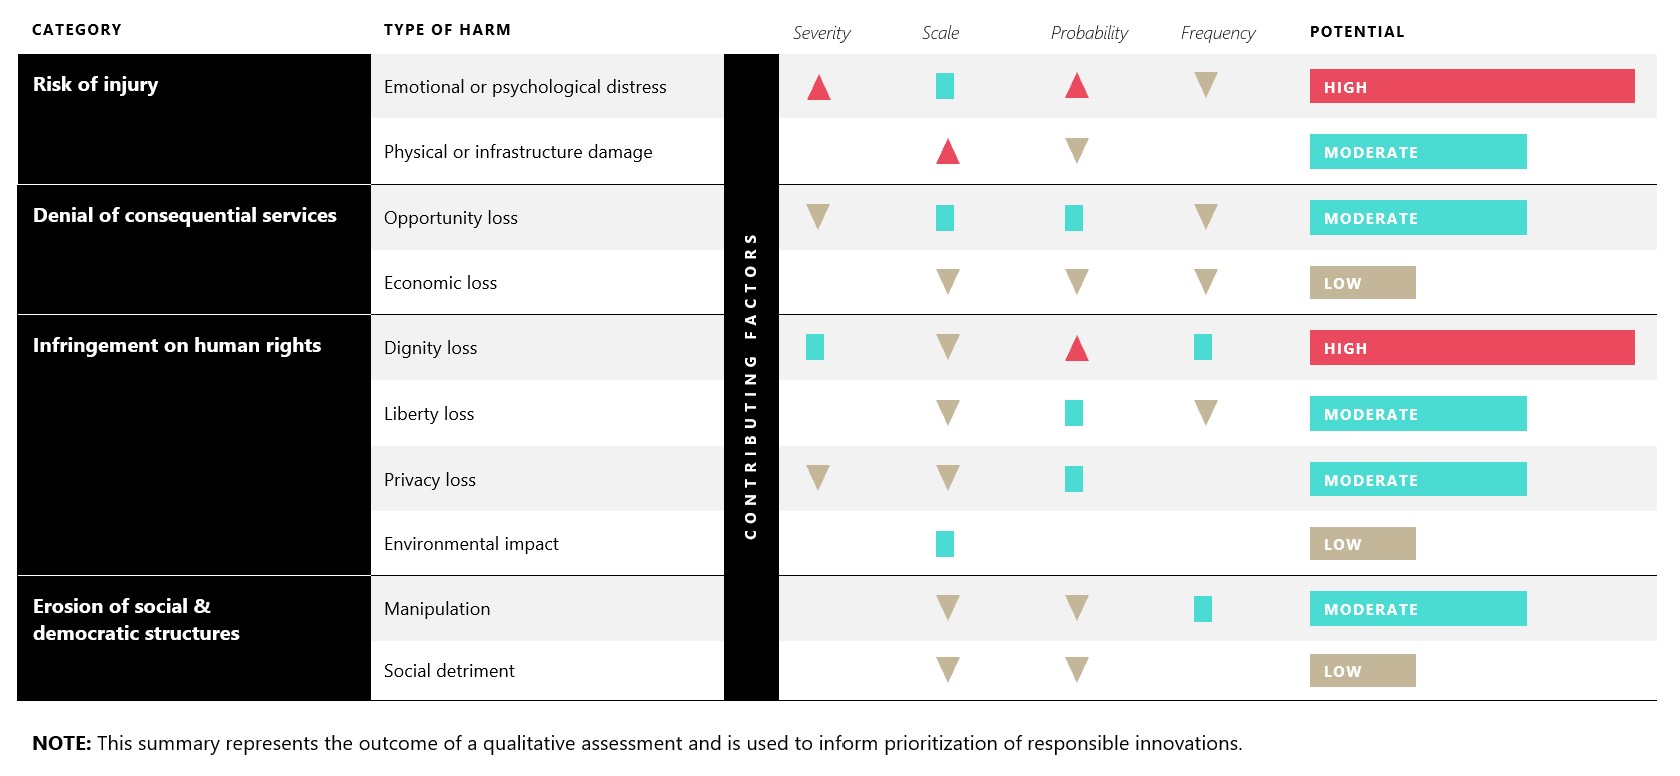 CATEGORY TYPE OF HARM Severity Scale Probability Frequency POTENTIAL
Risk of injury Emotional or psychological distress HIGH
Physical or infrastructure damage MODERATE
Denial of consequential services Opportunity loss MODERATE
Economic loss LOW
Infringement on human rights Dignity loss HIGH
Liberty loss MODERATE
Privacy loss MODERATE
Environmental impact LOW
Erosion of social &
democratic structures
Manipulation MODERATE
Social detriment LOW
CONTRIBUTING FACTORS
NOTE: This summary represents the outcome of a qualitative assessment and is used to inform prioritization of responsible innovations.